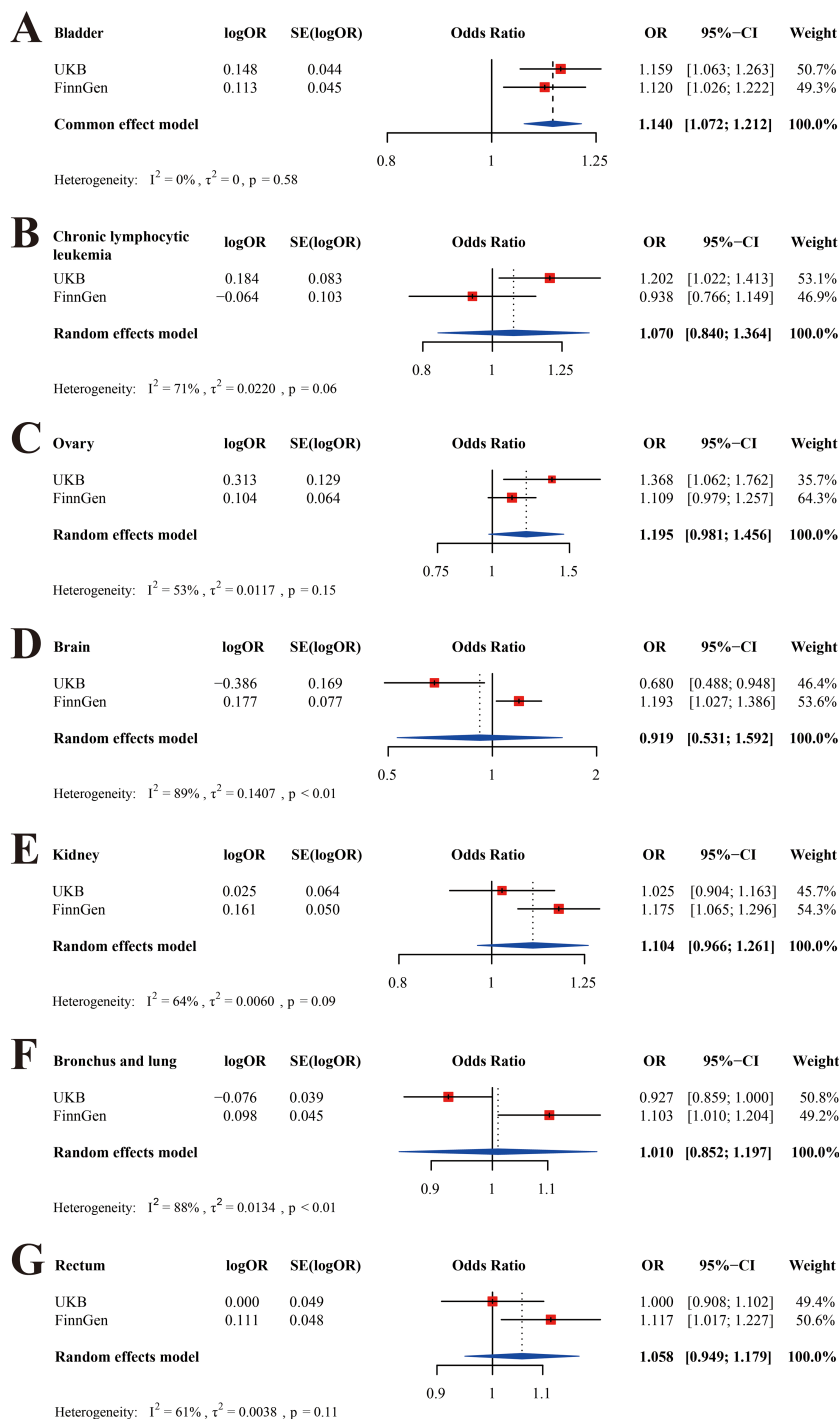 A Bladder logOR SE(logOR) Odds Ratio OR 95%−CI Weight
UKB 0.148 0.044 1.159 [1.063; 1.263] 50.7%
FinnGen 0.113 0.045 1.120 [1.026; 1.222] 49.3%
Common effect model 1.140 [1.072; 1.212] 100.0%
0.8 1 1.25
Heterogeneity: I² = 0%, τ² = 0, p = 0.58
B Chronic lymphocytic leukemia logOR SE(logOR) Odds Ratio OR 95%−CI Weight
UKB 0.184 0.083 1.202 [1.022; 1.413] 53.1%
FinnGen −0.064 0.103 0.938 [0.766; 1.149] 46.9%
Random effects model 1.070 [0.840; 1.364] 100.0%
0.8 1 1.25
Heterogeneity: I² = 71%, τ² = 0.0220, p = 0.06
C Ovary logOR SE(logOR) Odds Ratio OR 95%−CI Weight
UKB 0.313 0.129 1.368 [1.062; 1.762] 35.7%
FinnGen 0.104 0.064 1.109 [0.979; 1.257] 64.3%
Random effects model 1.195 [0.981; 1.456] 100.0%
0.75 1 1.5
Heterogeneity: I² = 53%, τ² = 0.0117, p = 0.15
D Brain logOR SE(logOR) Odds Ratio OR 95%−CI Weight
UKB −0.386 0.169 0.680 [0.488; 0.948] 46.4%
FinnGen 0.177 0.077 1.193 [1.027; 1.386] 53.6%
Random effects model 0.919 [0.531; 1.592] 100.0%
0.5 1 2
Heterogeneity: I² = 89%, τ² = 0.1407, p < 0.01
E Kidney logOR SE(logOR) Odds Ratio OR 95%−CI Weight
UKB 0.025 0.064 1.025 [0.904; 1.163] 45.7%
FinnGen 0.161 0.050 1.175 [1.065; 1.296] 54.3%
Random effects model 1.104 [0.966; 1.261] 100.0%
0.8 1 1.25
Heterogeneity: I² = 64%, τ² = 0.0060, p = 0.09
F Bronchus and lung logOR SE(logOR) Odds Ratio OR 95%−CI Weight
UKB −0.076 0.039 0.927 [0.859; 1.000] 50.8%
FinnGen 0.098 0.045 1.103 [1.010; 1.204] 49.2%
Random effects model 1.010 [0.852; 1.197] 100.0%
0.9 1 1.1
Heterogeneity: I² = 88%, τ² = 0.0134, p < 0.01
G Rectum logOR SE(logOR) Odds Ratio OR 95%−CI Weight
UKB 0.000 0.049 1.000 [0.908; 1.102] 49.4%
FinnGen 0.111 0.048 1.117 [1.017; 1.227] 50.6%
Random effects model 1.058 [0.949; 1.179] 100.0%
0.9 1 1.1
Heterogeneity: I² = 61%, τ² = 0.0038, p = 0.11